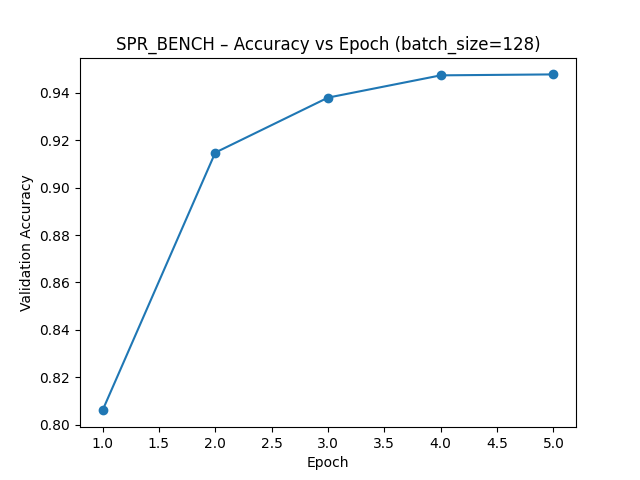 SPR_BENCH – Accuracy vs Epoch (batch_size=128)
Validation Accuracy
0.94
0.92
0.90
0.88
0.86
0.84
0.82
0.80
1.0 1.5 2.0 2.5 3.0 3.5 4.0 4.5 5.0
Epoch